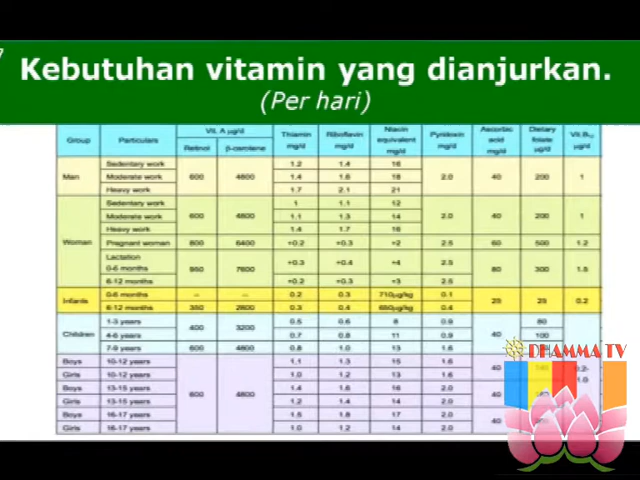 Kebutuhan vitamin yang dianjurkan.
(Per hari)
Group Particulars Vit. A µg/d Retinol β-carotene Thiamin mg/d Riboflavin mg/d Niacin equivalent mg/d Pyridoxin mg/d Ascorbic acid mg/d Dietary folate µg/d Vit.B12 µg/d
Man Sedentary work 600 4800 1.2 1.4 16 2.0 40 200 1
Moderate work 1.4 1.6 18
Heavy work 1.7 2.1 21
Woman Sedentary work 600 4800 1 1.1 12 2.0 40 200 1
Moderate work 1.1 1.3 14
Heavy work 1.4 1.7 16
Pregnant woman 800 6400 +0.2 +0.3 +2 2.5 60 500 1.2
Lactation
0-6 months 950 7600 +0.3 +0.4 +4 2.5 80 300 1.5
6-12 months +0.2 +0.3 +3 2.5
Infants 0-6 months -- -- 0.2 0.3 710µg/kg 0.1 25 25 0.2
6-12 months 350 2800 0.3 0.4 650µg/kg 0.4
Children 1-3 years 400 3200 0.5 0.6 8 0.9 40 80
4-6 years 0.7 0.8 11 0.9 100
7-9 years 600 4800 0.8 1.0 13 1.6
DHAMMA TV
Boys 10-12 years 600 4800 1.1 1.3 15 1.6 40 140 0.2-1.0
Girls 10-12 years 1.0 1.2 13 1.6
Boys 13-15 years 1.4 1.6 16 2.0 40
Girls 13-15 years 1.2 1.4 14 2.0
Boys 16-17 years 1.5 1.8 17 2.0 40
Girls 16-17 years 1.0 1.2 14 2.0